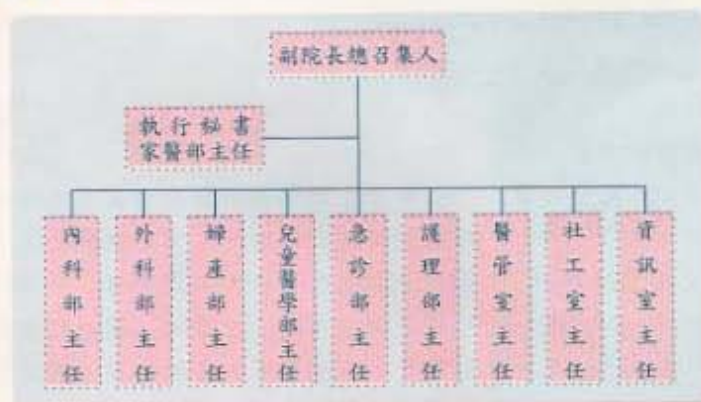 副院長總召集人
執行秘書
家醫部主任
內科部主任
外科部主任
婦產部主任
兒童醫學部主任
急診部主任
護理部主任
醫管室主任
社工室主任
資訊室主任